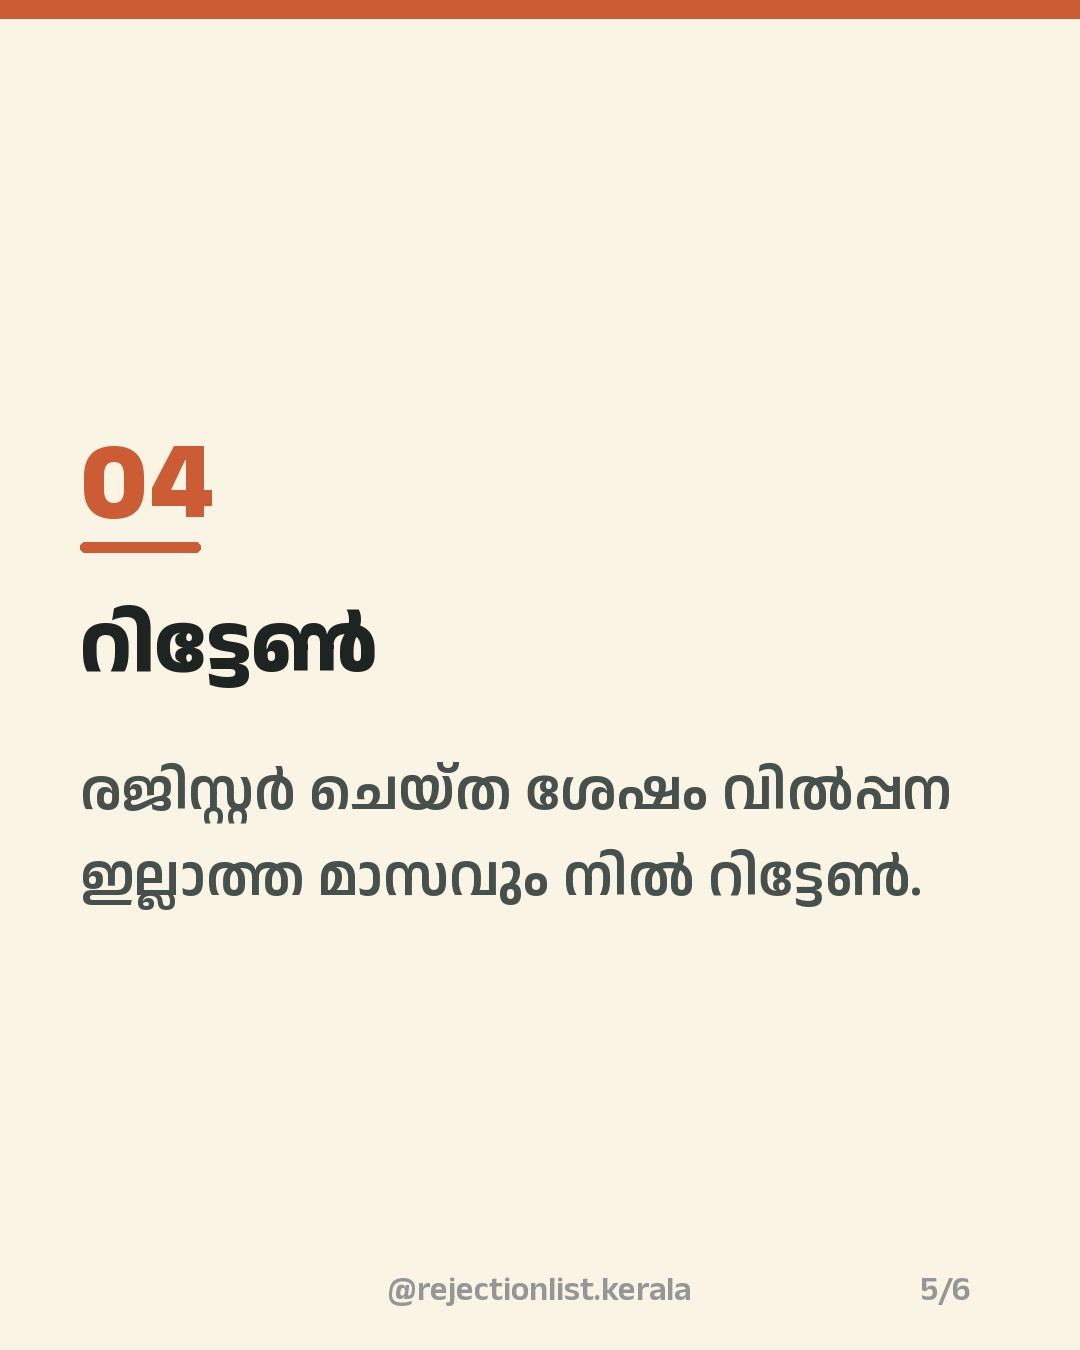 04
റിട്ടേൺ
രജിസ്റ്റർ ചെയ്ത ശേഷം വിൽപ്പന
ഇല്ലാത്ത മാസവും നിൽ റിട്ടേൺ.
@rejectionlist.kerala
5/6